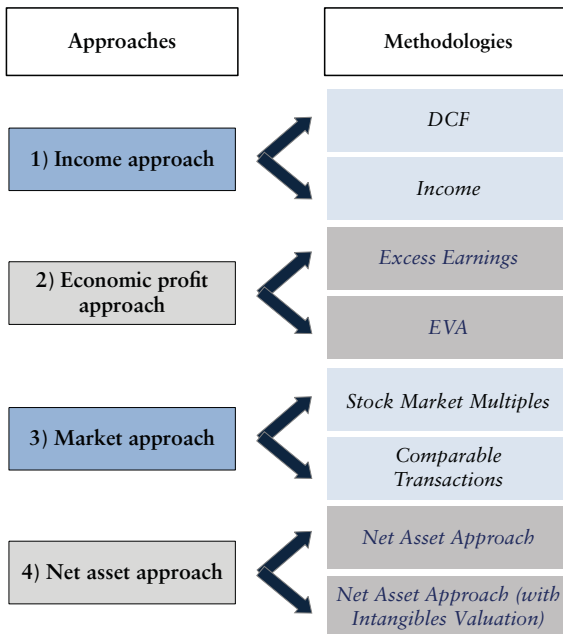 Approaches
Methodologies
1) Income approach
DCF
Income
2) Economic profit
approach
Excess Earnings
EVA
3) Market approach
Stock Market Multiples
Comparable
Transactions
4) Net asset approach
Net Asset Approach
Net Asset Approach (with
Intangibles Valuation)